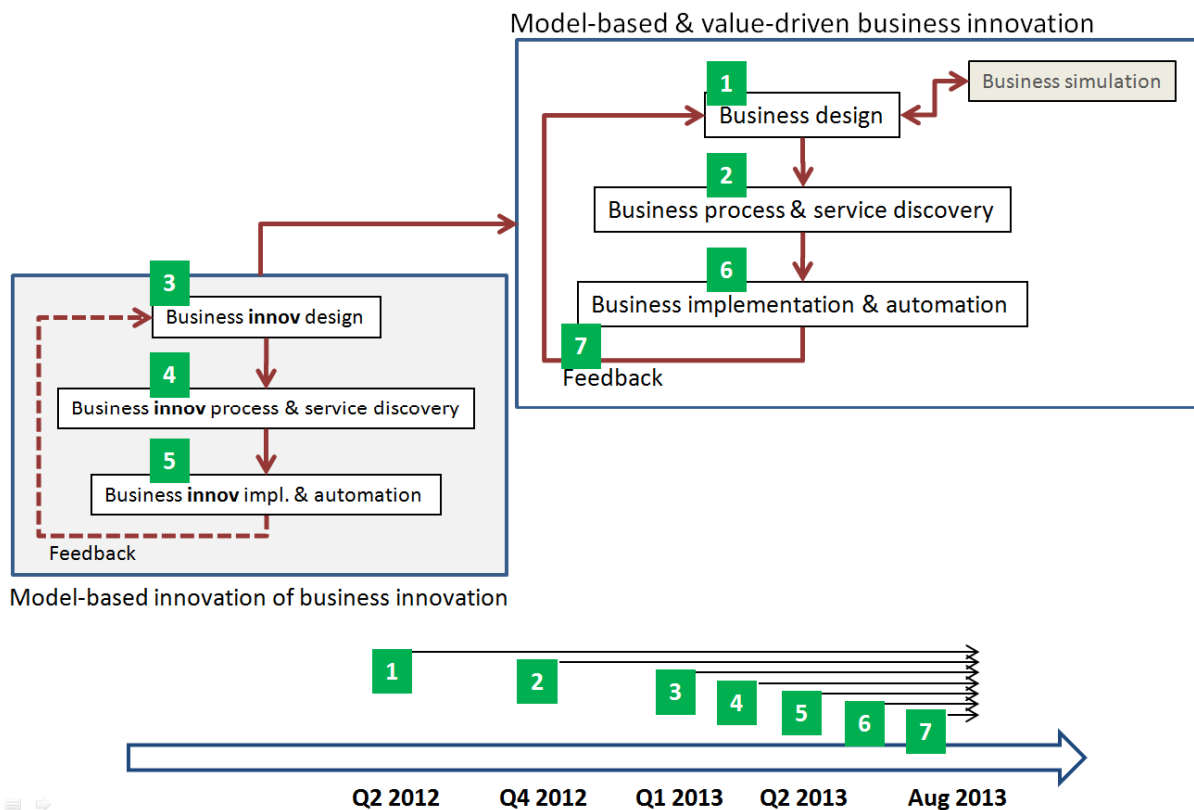 Model-based & value-driven business innovation
1
Business simulation
Business design
2
Business process & service discovery
6
Business implementation & automation
7
Feedback
3
Business innov design
4
Business innov process & service discovery
5
Business innov impl. & automation
Feedback
Model-based innovation of business innovation
1
2
3
4
5
6
7
Q2 2012
Q4 2012
Q1 2013
Q2 2013
Aug 2013